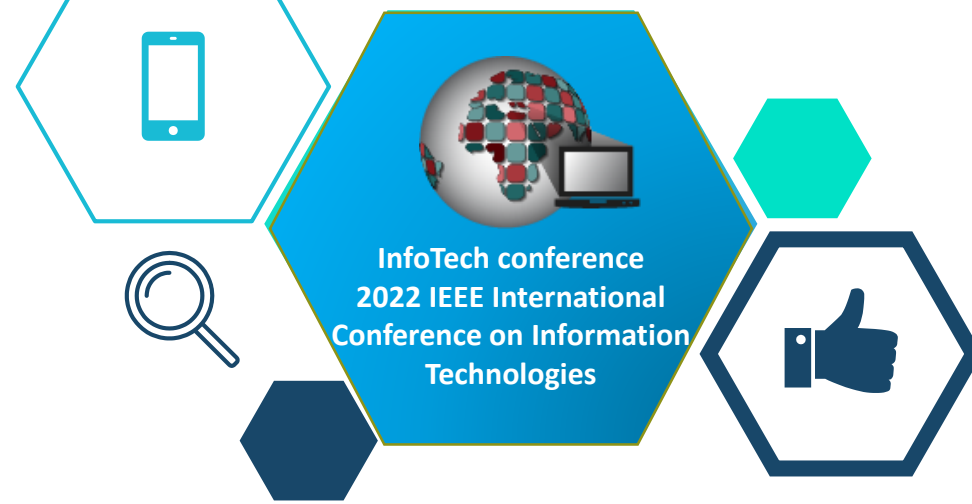 InfoTech conference
2022 IEEE International
Conference on Information
Technologies